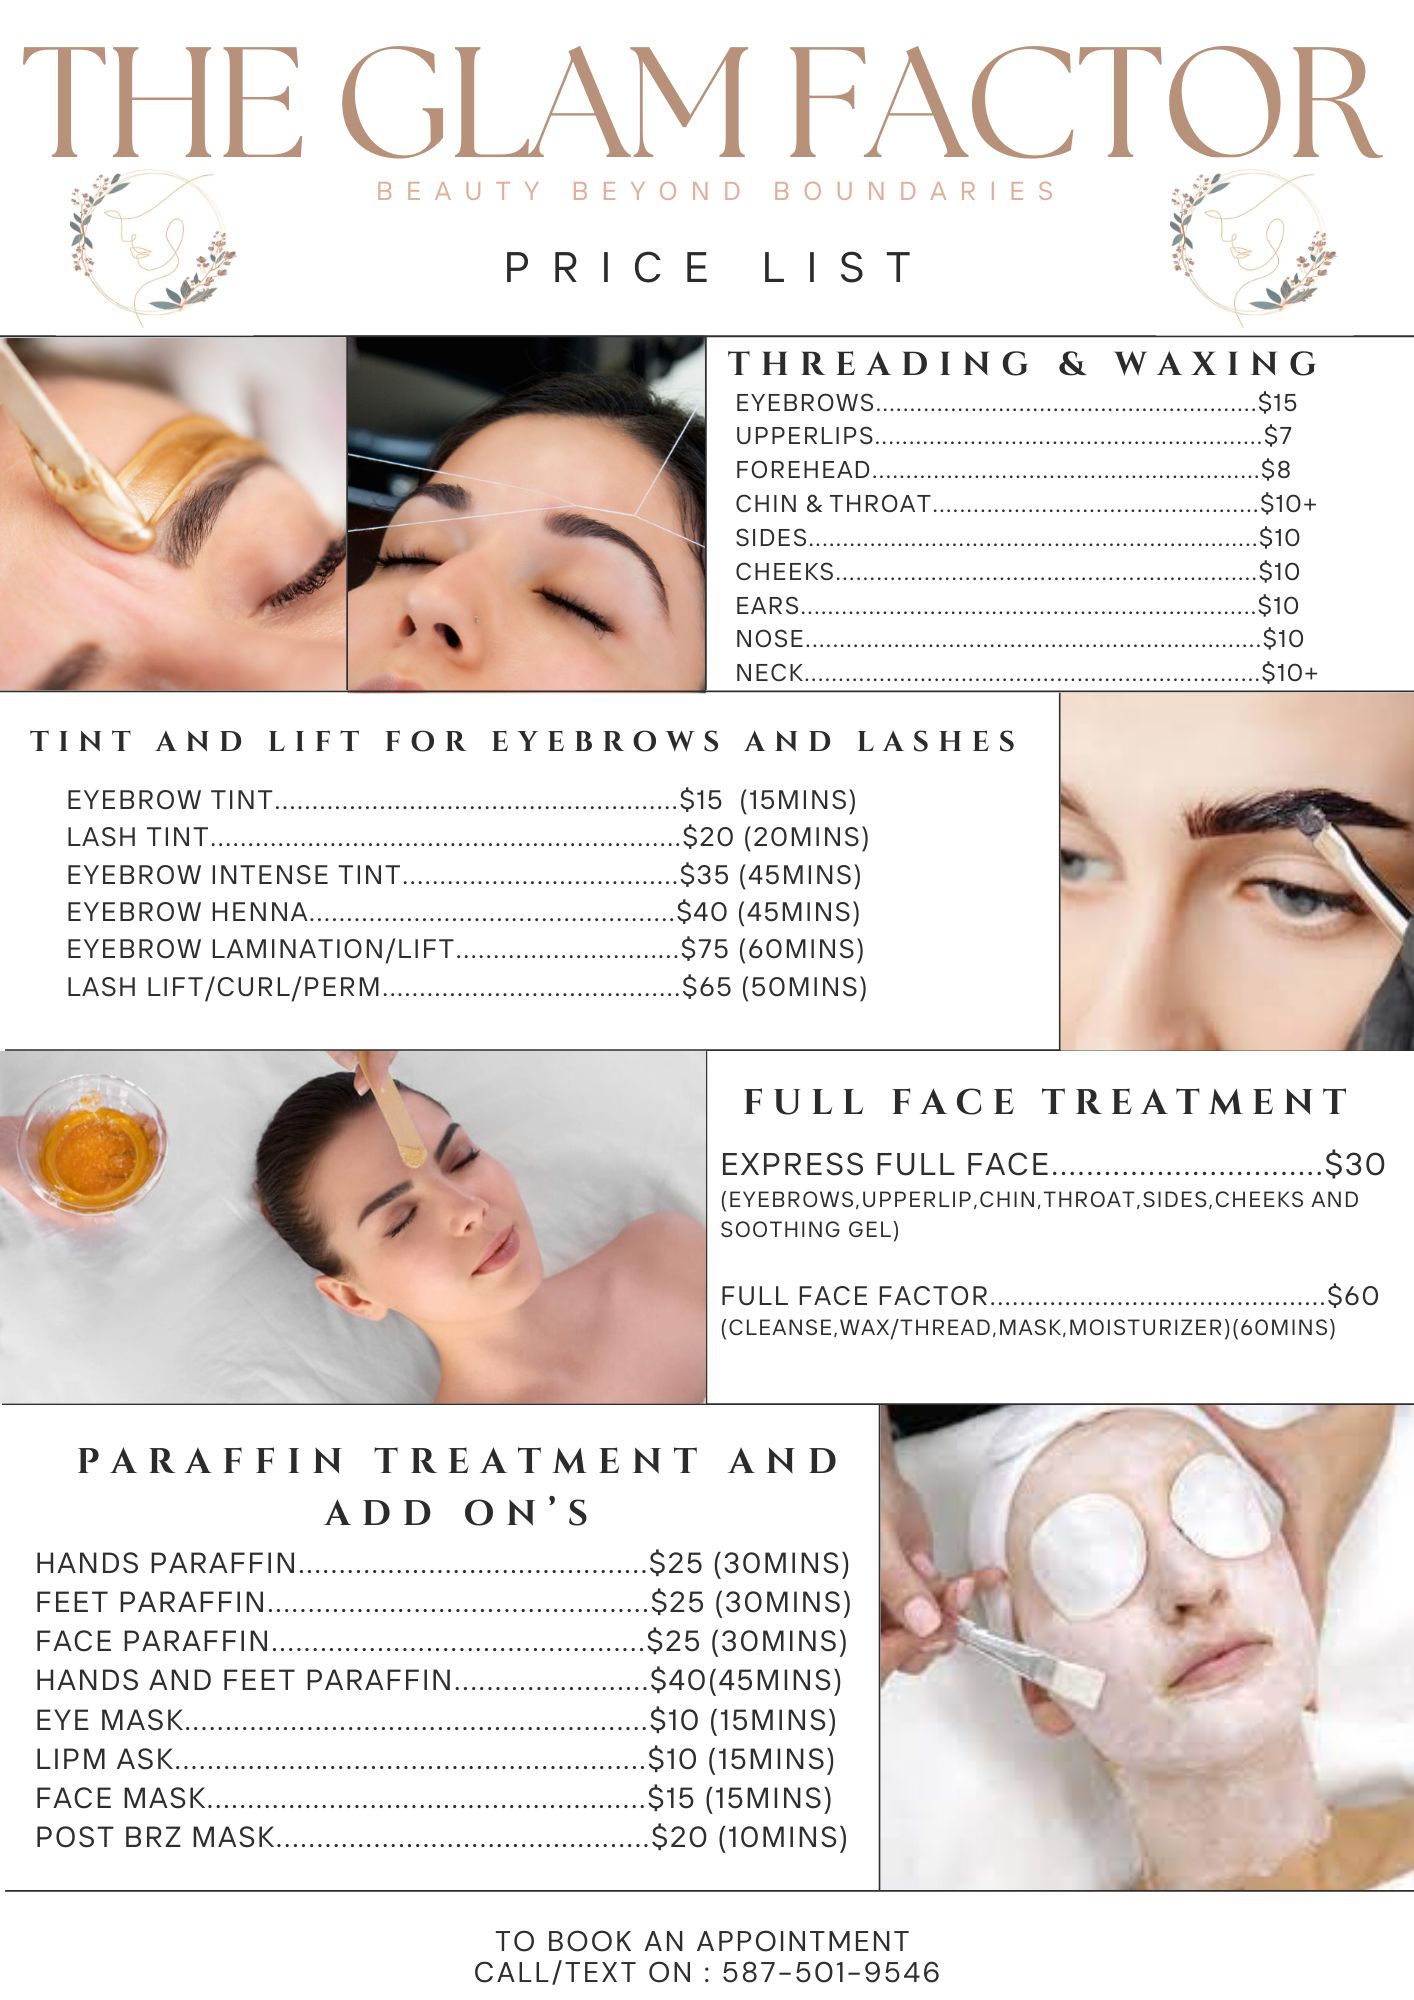 THE GLAM FACTOR
BEAUTY BEYOND BOUNDARIES
PRICE LIST
THREADING & WAXING
EYEBROWS........................................................$15
UPPERLIPS.........................................................$7
FOREHEAD.........................................................$8
CHIN & THROAT................................................$10+
SIDES..................................................................$10
CHEEKS..............................................................$10
EARS...................................................................$10
NOSE...................................................................$10
NECK...................................................................$10+
TINT AND LIFT FOR EYEBROWS AND LASHES
EYEBROW TINT......................................................$15 (15MINS)
LASH TINT...............................................................$20 (20MINS)
EYEBROW INTENSE TINT.....................................$35 (45MINS)
EYEBROW HENNA.................................................$40 (45MINS)
EYEBROW LAMINATION/LIFT..............................$75 (60MINS)
LASH LIFT/CURL/PERM........................................$65 (50MINS)
FULL FACE TREATMENT
EXPRESS FULL FACE...............................$30
(EYEBROWS,UPPERLIP,CHIN,THROAT,SIDES,CHEEKS AND
SOOTHING GEL)
FULL FACE FACTOR.............................................$60
(CLEANSE,WAX/THREAD,MASK,MOISTURIZER)(60MINS)
PARAFFIN TREATMENT AND
ADD ON'S
HANDS PARAFFIN...........................................$25 (30MINS)
FEET PARAFFIN...............................................$25 (30MINS)
FACE PARAFFIN..............................................$25 (30MINS)
HANDS AND FEET PARAFFIN........................$40(45MINS)
EYE MASK.........................................................$10 (15MINS)
LIPM ASK..........................................................$10 (15MINS)
FACE MASK......................................................$15 (15MINS)
POST BRZ MASK..............................................$20 (10MINS)
TO BOOK AN APPOINTMENT
CALL/TEXT ON : 587-501-9546